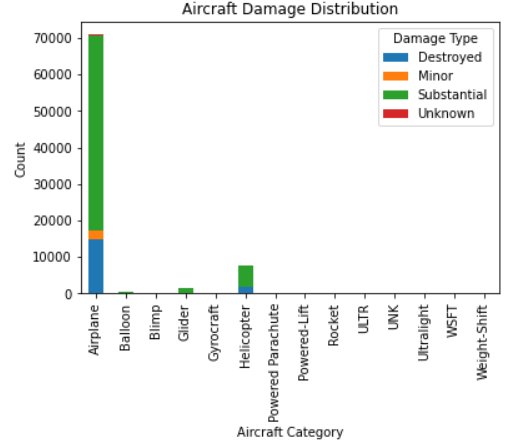 Aircraft Damage Distribution
Damage Type
Destroyed
Minor
Substantial
Unknown
Count
70000
60000
50000
40000
30000
20000
10000
0
Airplane
Balloon
Blimp
Glider
Gyrocraft
Helicopter
Powered Parachute
Powered-Lift
Rocket
ULTR
UNK
Ultralight
WSFT
Weight-Shift
Aircraft Category